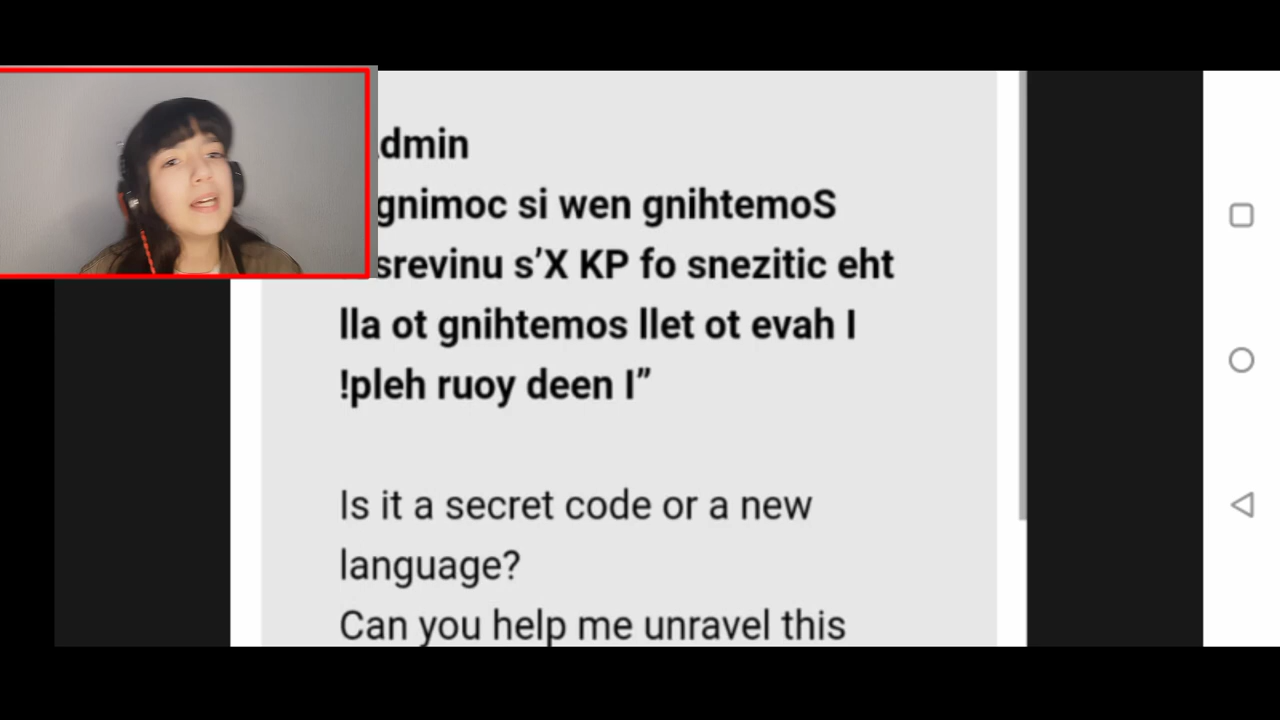 dmin
gnimoc si wen gnihtemoS
srevinu s’X KP fo snezitic eht
lla ot gnihtemos llet ot evah I
!pleh ruoy deen I”
Is it a secret code or a new
language?
Can you help me unravel this